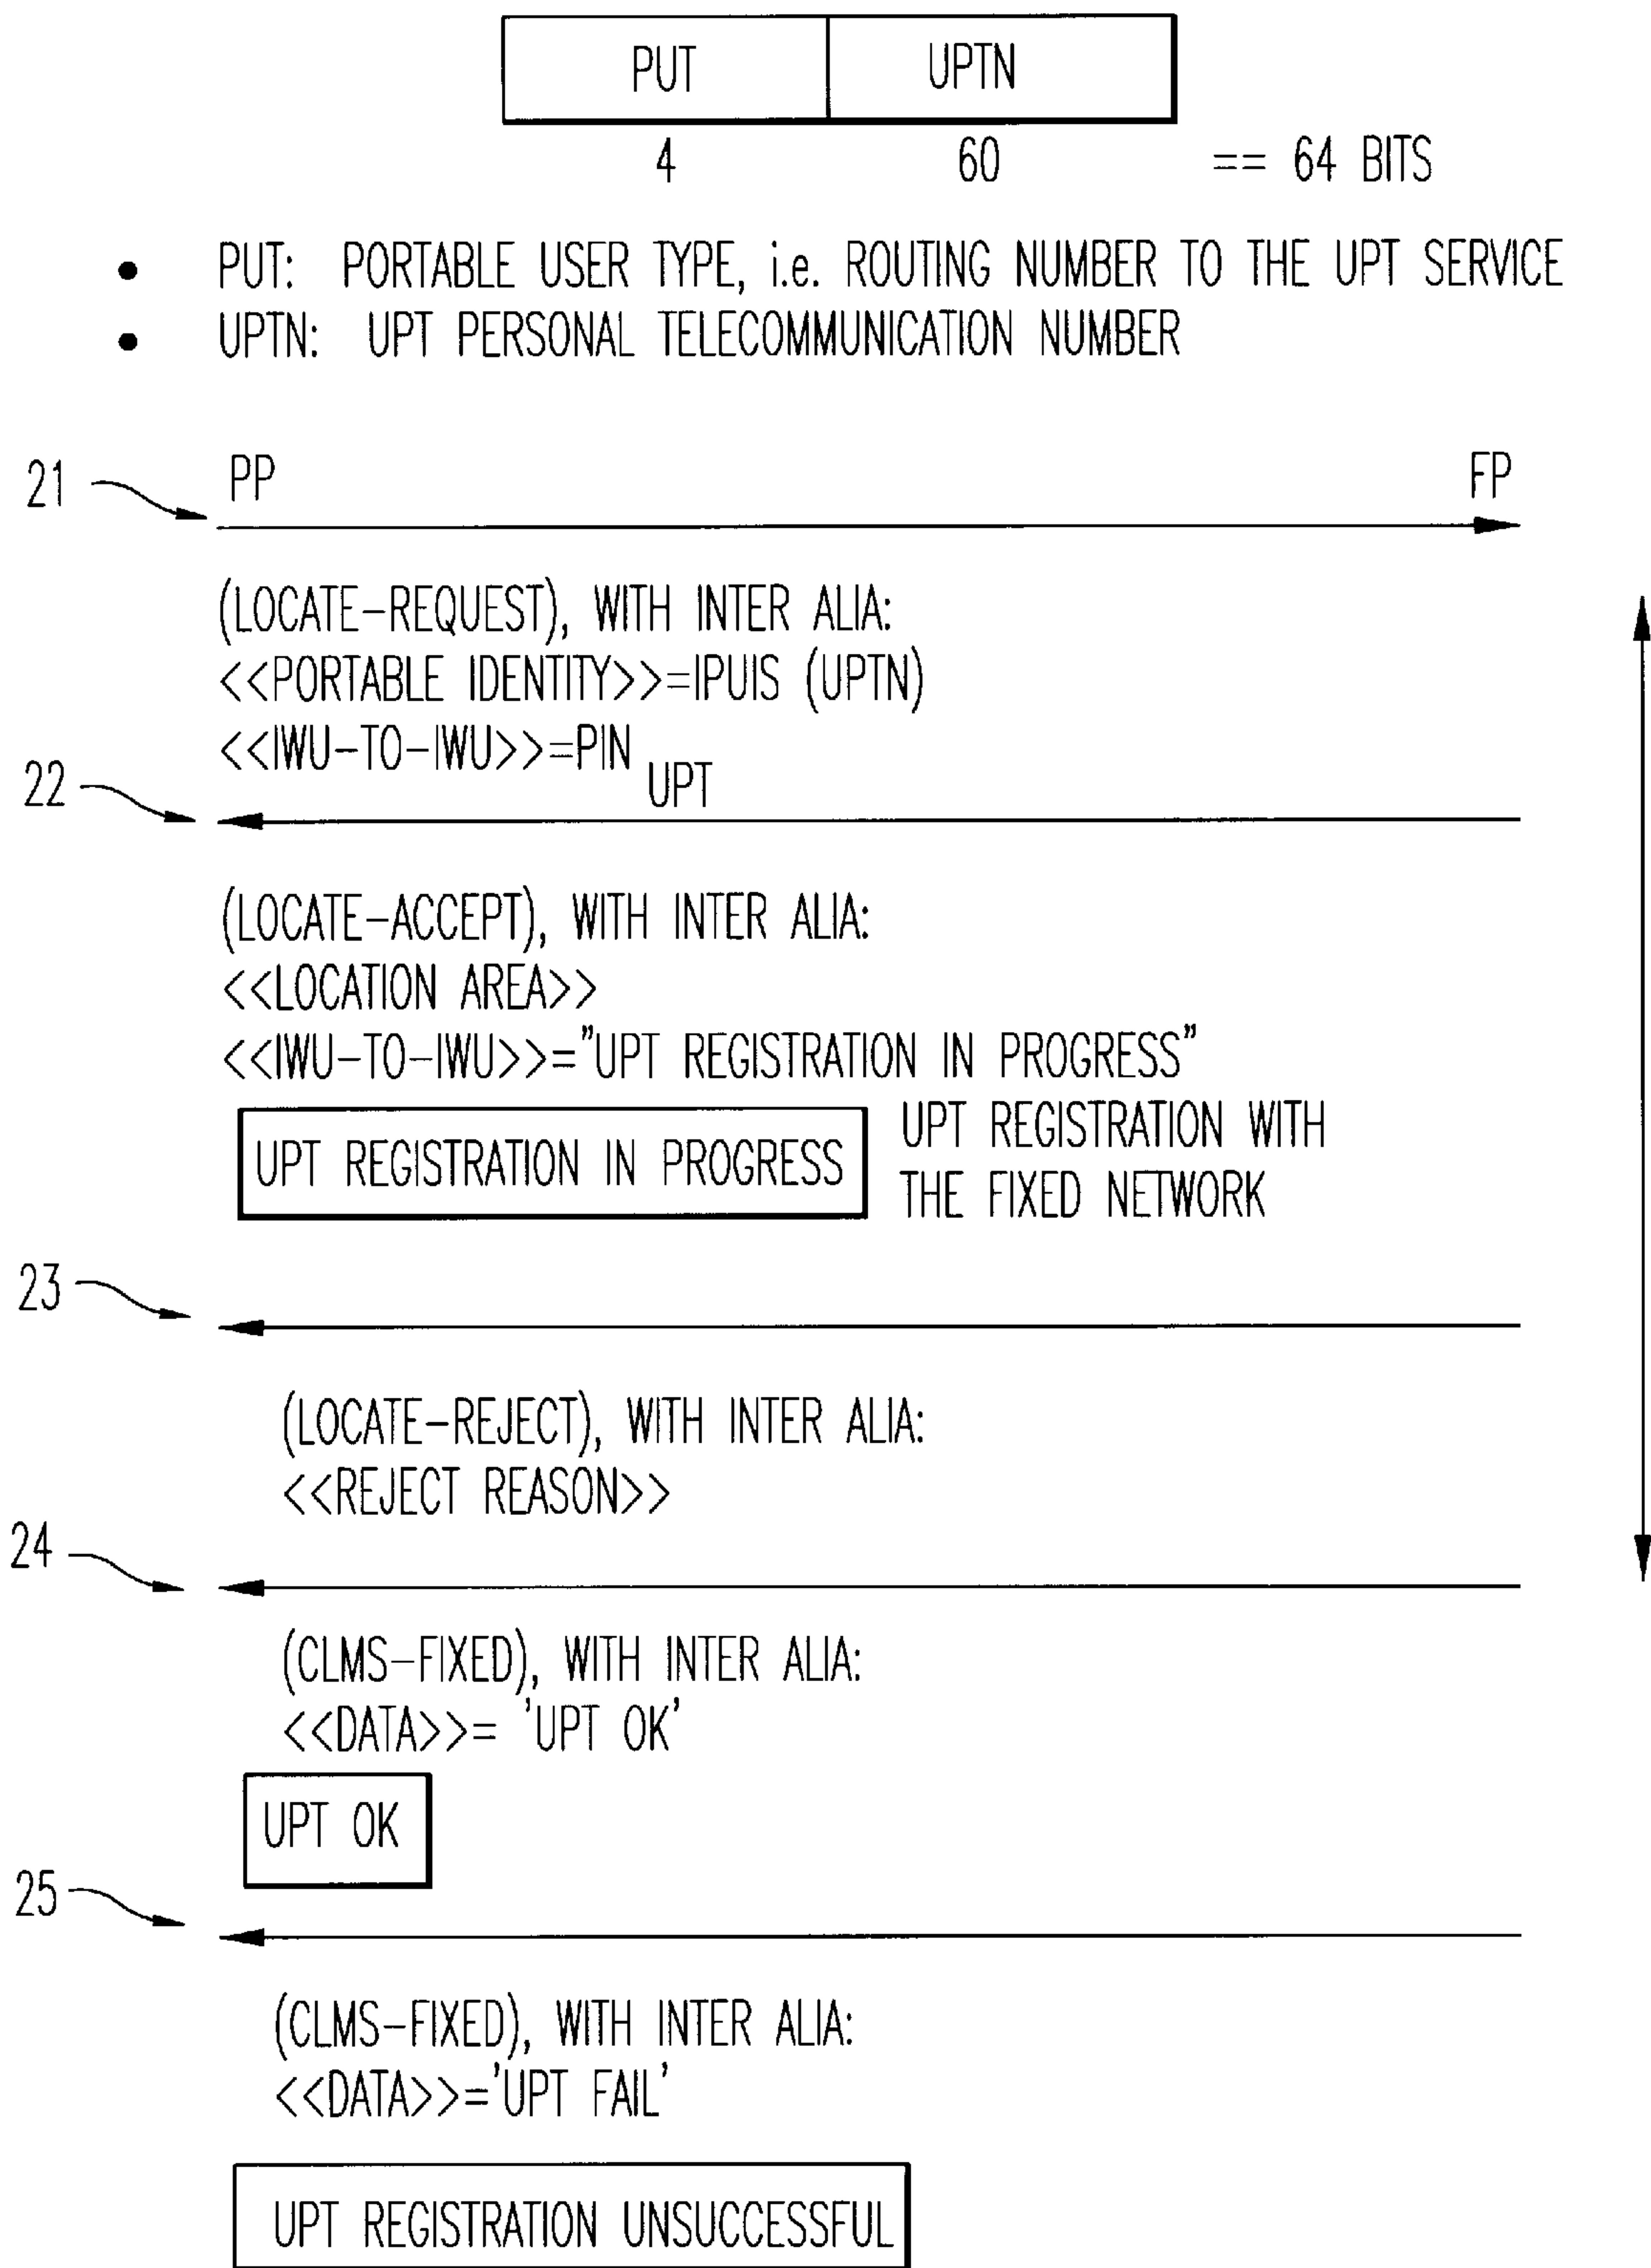 PUT UPTN
4 60 == 64 BITS
• PUT: PORTABLE USER TYPE, i.e. ROUTING NUMBER TO THE UPT SERVICE
• UPTN: UPT PERSONAL TELECOMMUNICATION NUMBER
21 PP FP
(LOCATE-REQUEST), WITH INTER ALIA:
<<PORTABLE IDENTITY>>=IPUIS (UPTN)
<<IWU-TO-IWU>>=PIN UPT
22
(LOCATE-ACCEPT), WITH INTER ALIA:
<<LOCATION AREA>>
<<IWU-TO-IWU>>="UPT REGISTRATION IN PROGRESS"
UPT REGISTRATION IN PROGRESS
UPT REGISTRATION WITH
THE FIXED NETWORK
23
(LOCATE-REJECT), WITH INTER ALIA:
<<REJECT REASON>>
24
(CLMS-FIXED), WITH INTER ALIA:
<<DATA>>= 'UPT OK'
UPT OK
25
(CLMS-FIXED), WITH INTER ALIA:
<<DATA>>='UPT FAIL'
UPT REGISTRATION UNSUCCESSFUL